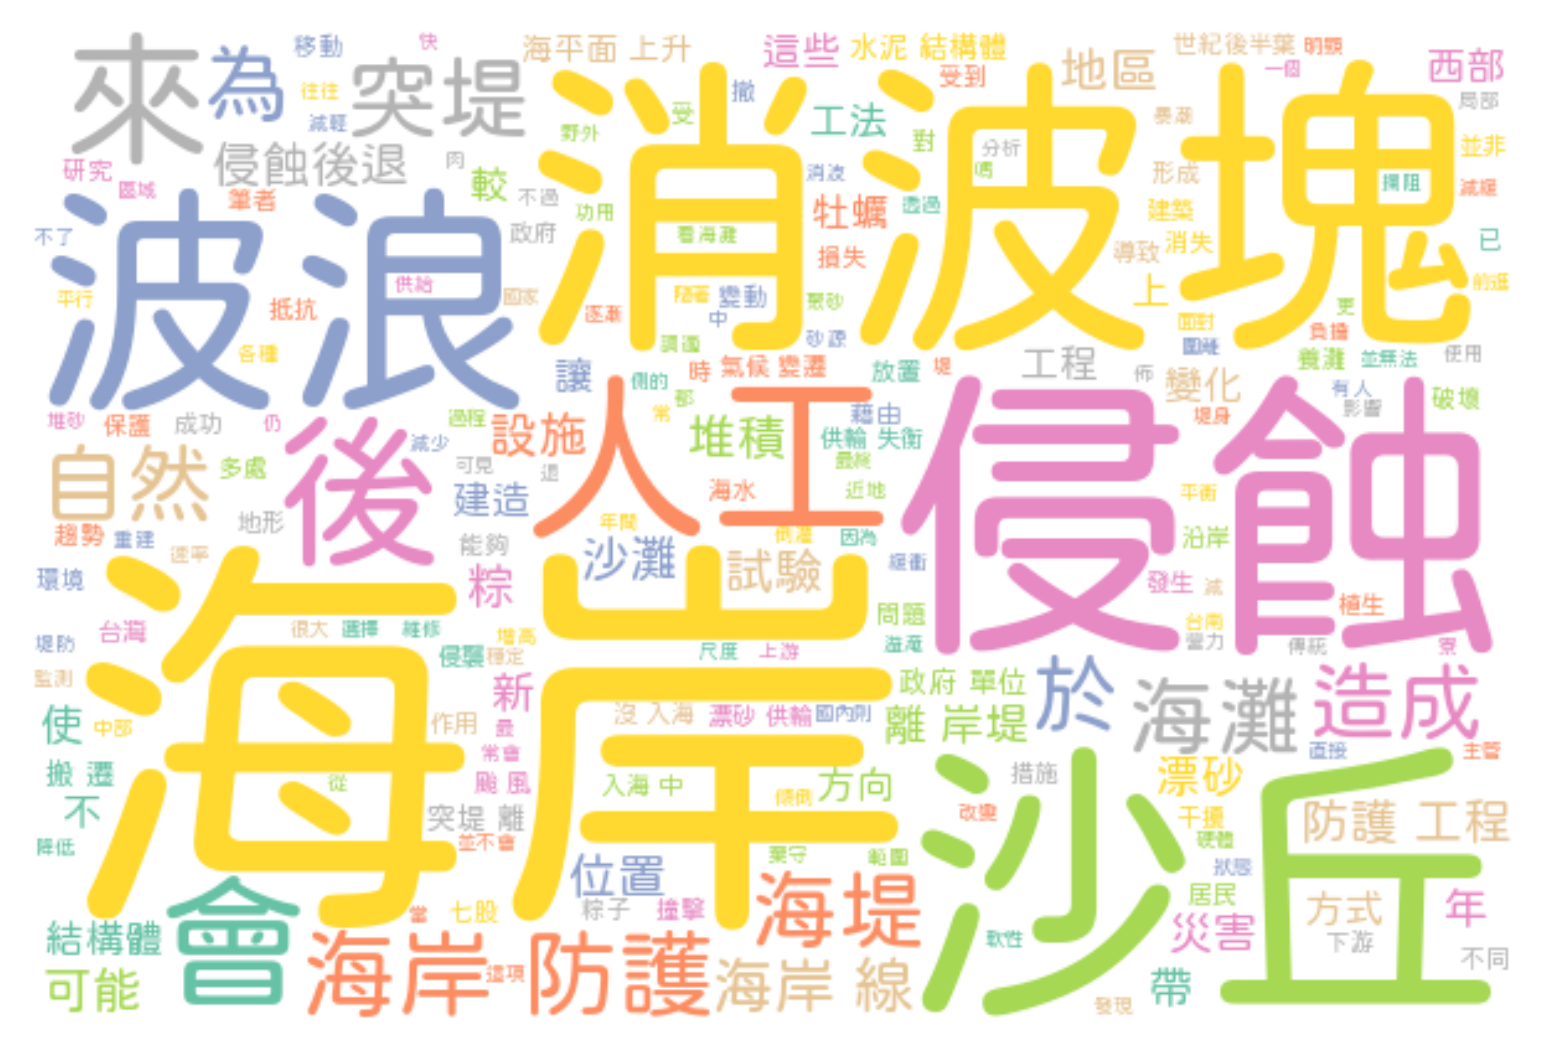 來
為
移動
快
往往
減輕
突堤
海平面 上升
這些
水泥 結構體
世紀後半葉
明顯
一個
西部
局部
地區
受到
撤
受
野外
工法
對
暴潮
並非
侵蝕後退
肉
研究
區域
筆者
較
不過
功用
政府
消波塊
消波
牡蠣
透過
分析
嗎
形成
攔阻
減緩
建築
消失
導致
已
前進
上
更
波浪
不了
平行
供給
國家
抵抗
各種
看海灘
損失
隨著
變動
聚砂
中
逐漸
調適
砂源
面對
圍籬
負擔
養灘
並無法
使用
讓
側的
時
氣候 變遷
放置
堤
工程
佈
變化
有人
影響
破壞
堤身
堆砂
保護
成功
仍
過程
減少
常
都
藉由
供輸 失衡
最終
自然
多處
後
設施
人工
堆積
侵蝕
可見
退
建造
海水
近地
平衡
地形
趨勢
重建
速率
能夠
年間
倒灌
因為
沿岸
環境
粽
沙灘
試驗
緩衝
發生
減
植生
堤防
台灣
很大
選擇
維修
增高
侵襲
穩定
尺度
上游
問題
溢淹
台南
營力
傳統
寮
監測
海岸
新
最
政府 單位
於
海灘
造成
使
中部
作用
常會
沒 入海
漂砂 供輸
國內則
離 岸堤
直接
主管
搬 遷
從
颱 風
入海 中
方向
措施
漂砂
不
突堤 離
傾倒
改變
干擾
防護 工程
降低
並不會
棄守
範圍
硬體
狀態
沙丘
位置
會
當
七股
粽子
撞擊
海堤
居民
方式
年
結構體
軟性
災害
下游
可能
海岸 防護
這項
海岸 線
帶
不同
發現